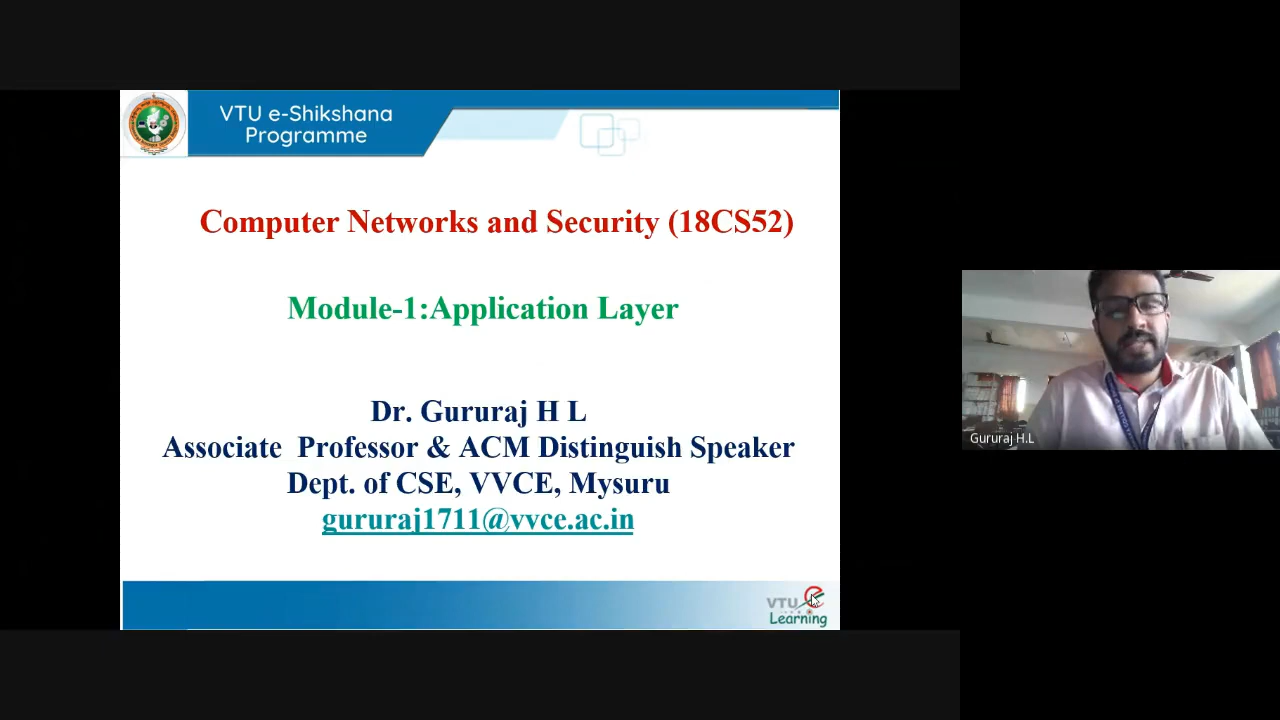 VTU e-Shikshana
Programme
Computer Networks and Security (18CS52)
Module-1:Application Layer
Dr. Gururaj H L
Associate Professor & ACM Distinguish Speaker
Dept. of CSE, VVCE, Mysuru
gururaj1711@vvce.ac.in
VTU e
Learning
Gururaj H.L